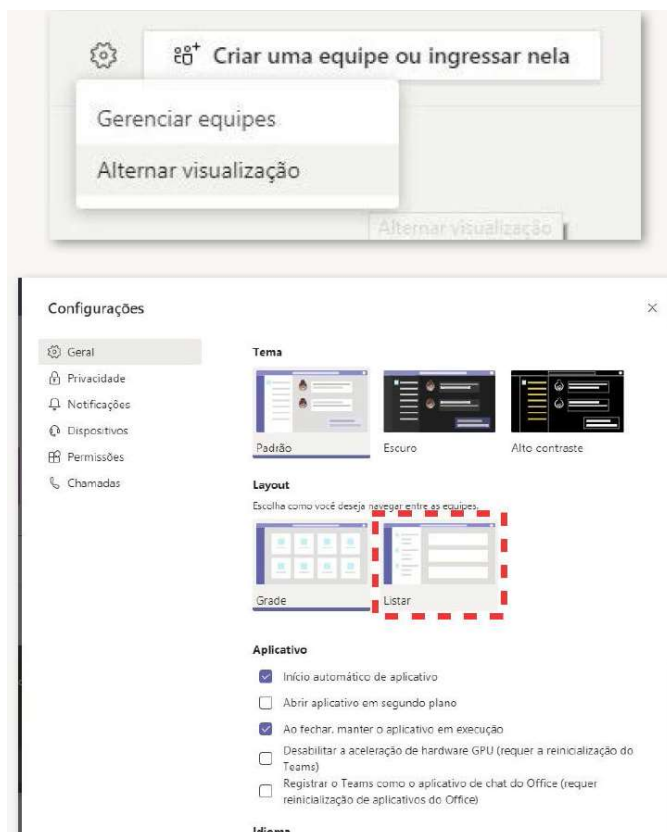 Criar uma equipe ou ingressar nela
Gerenciar equipes
Alternar visualização
Alternar visualização
Configurações
Geral
Privacidade
Notificações
Dispositivos
Permissões
Chamadas
Tema
Padrão
Escuro
Alto contraste
Layout
Escolha como você deseja navegar entre as equipes.
Grade
Listar
Aplicativo
Início automático de aplicativo
Abrir aplicativo em segundo plano
Ao fechar, manter o aplicativo em execução
Desabilitar a aceleração de hardware GPU (requer a reinicialização do
Teams)
Registrar o Teams como o aplicativo de chat do Office (requer
reinicialização de aplicativos do Office)
Idioma